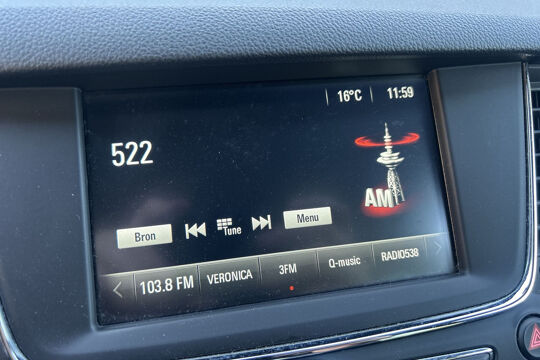 16°C 11:59
522
AM
Bron Tune Menu
103.8 FM VERONICA 3FM Q-music RADIO538